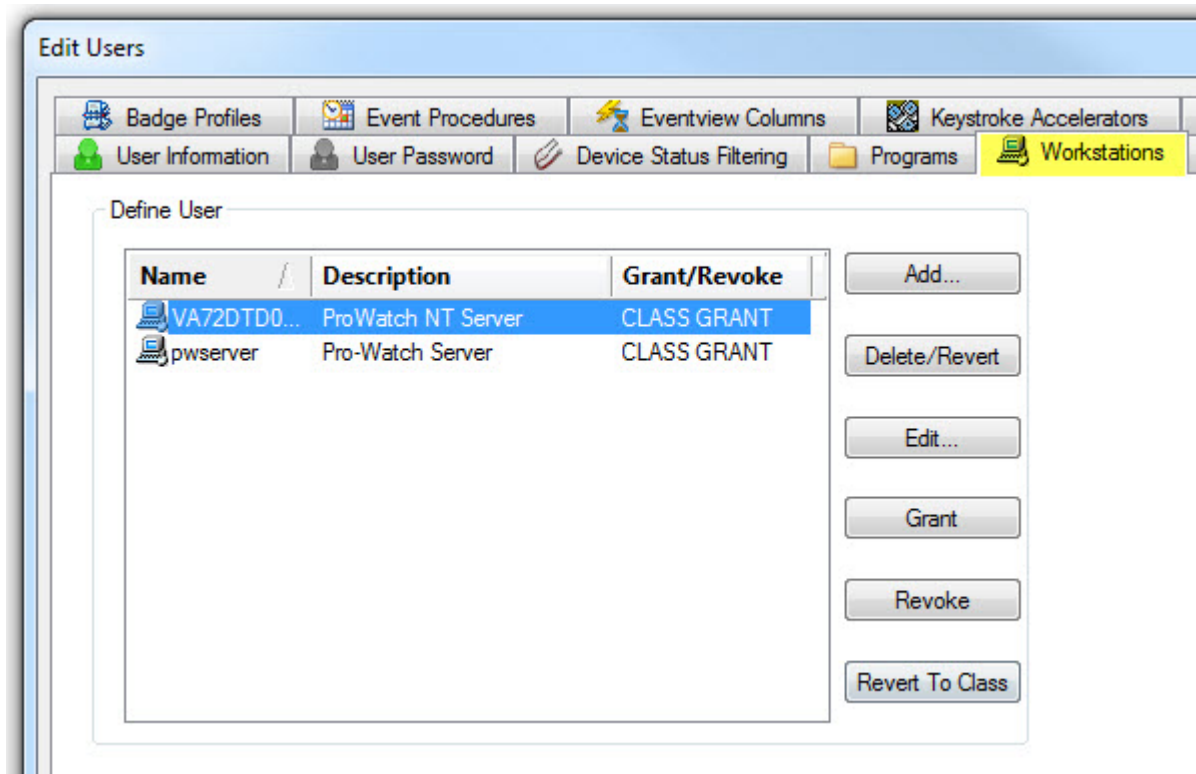 Edit Users
Badge Profiles Event Procedures Eventview Columns Keystroke Accelerators
User Information User Password Device Status Filtering Programs Workstations
Define User
Name Description Grant/Revoke
VA72DTD0... ProWatch NT Server CLASS GRANT
pwserver Pro-Watch Server CLASS GRANT
Add...
Delete/Revert
Edit...
Grant
Revoke
Revert To Class